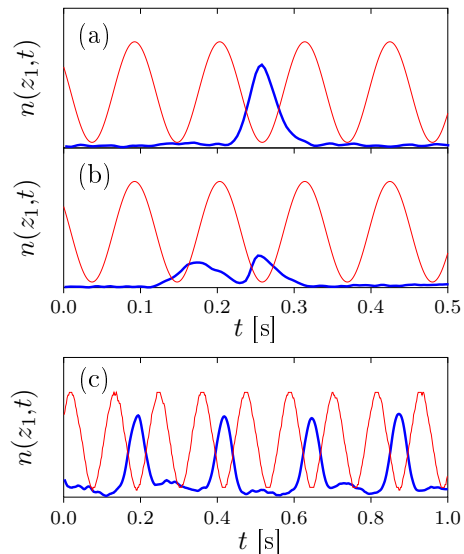 (a)
n(z₁,t)
(b)
n(z₁,t)
0.0 0.1 0.2 0.3 0.4 0.5
t [s]
(c)
n(z₁,t)
0.0 0.2 0.4 0.6 0.8 1.0
t [s]